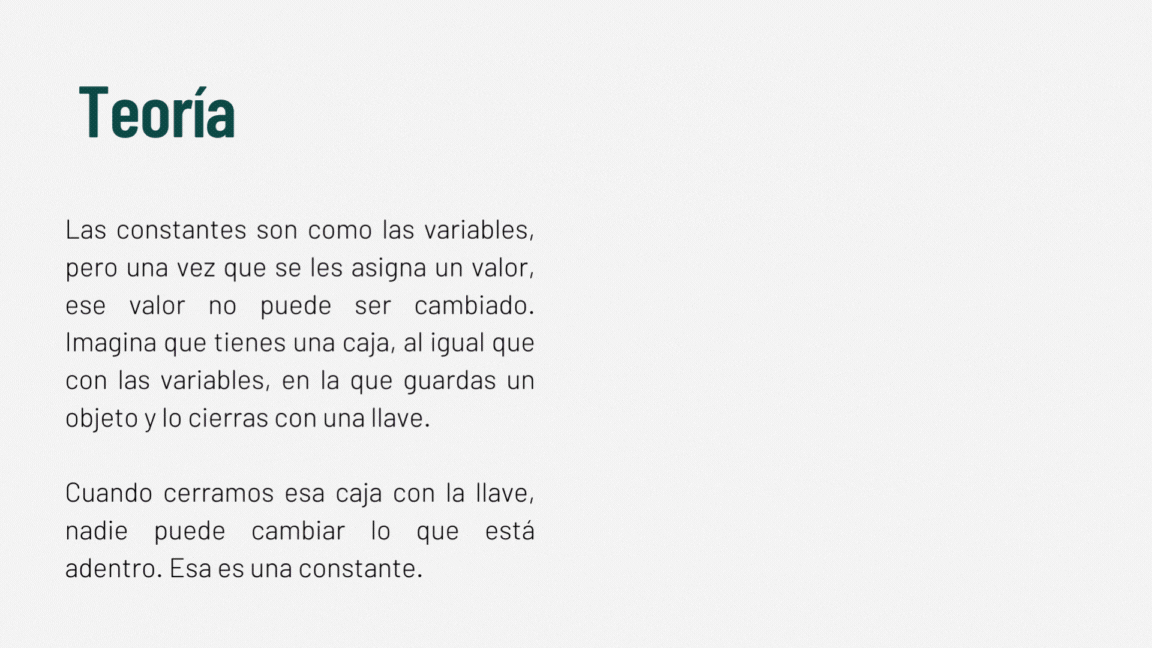 Teoría
Las constantes son como las variables,
pero una vez que se les asigna un valor,
ese valor no puede ser cambiado.
Imagina que tienes una caja, al igual que
con las variables, en la que guardas un
objeto y lo cierras con una llave.
Cuando cerramos esa caja con la llave,
nadie puede cambiar lo que está
adentro. Esa es una constante.